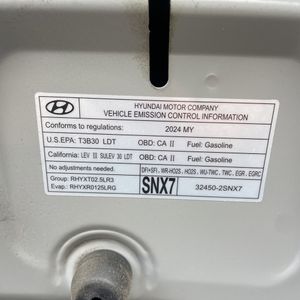 HYUNDAI MOTOR COMPANY
VEHICLE EMISSION CONTROL INFORMATION
Conforms to regulations: 2024 MY
U.S.EPA: T3B30 LDT OBD: CA II Fuel: Gasoline
California: LEV III SULEV 30 LDT OBD: CA II Fuel: Gasoline
No adjustments needed. DFI+SFI, WR-HO2S, HO2S, WU-TWC, TWC, EGR, EGRC
Group: RHYXT02.5LR3 SNX7 32450-2SNX7
Evap.: RHYXR0125LRG